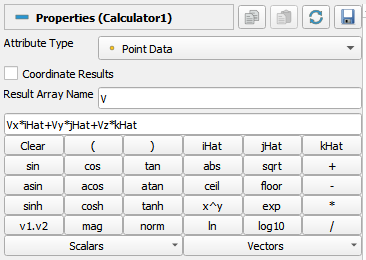 Properties (Calculator1)
Attribute Type Point Data
Coordinate Results
Result Array Name V
Vx*iHat+Vy*jHat+Vz*kHat
Clear ( ) iHat jHat kHat
sin cos tan abs sqrt +
asin acos atan ceil floor -
sinh cosh tanh x^y exp *
v1.v2 mag norm ln log10 /
Scalars Vectors